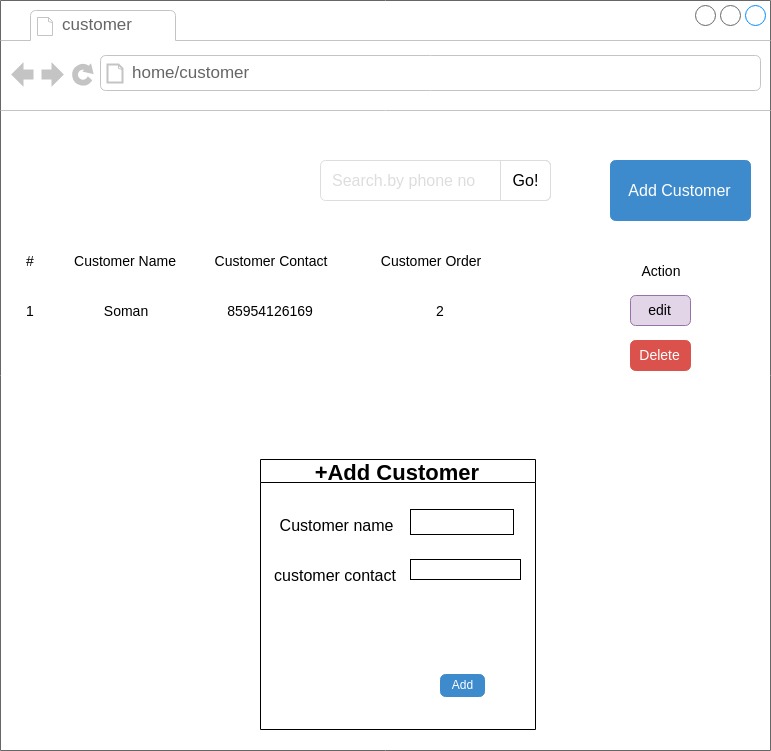 customer
home/customer
Search.by phone no Go!
Add Customer
# Customer Name Customer Contact Customer Order
Action
1 Soman 85954126169 2
edit
Delete
+Add Customer
Customer name
customer contact
Add